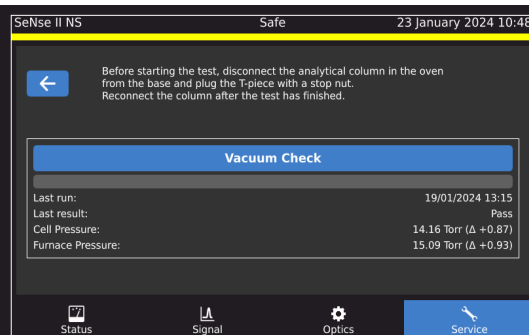 SeNse II NS Safe 23 January 2024 10:48
Before starting the test, disconnect the analytical column in the oven
from the base and plug the T-piece with a stop nut.
Reconnect the column after the test has finished.
Vacuum Check
Last run: 19/01/2024 13:15
Last result: Pass
Cell Pressure: 14.16 Torr (Δ +0.87)
Furnace Pressure: 15.09 Torr (Δ +0.93)
Status Signal Optics Service